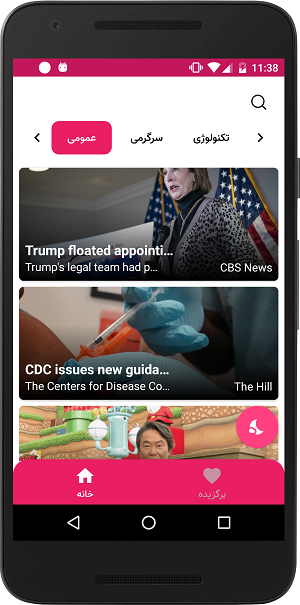 11:38
عمومی
سرگرمی
تکنولوژی
Trump floated appointi...
Trump's legal team had p...
CBS News
CDC issues new guida...
The Centers for Disease Co...
The Hill
خانه
برگزیده